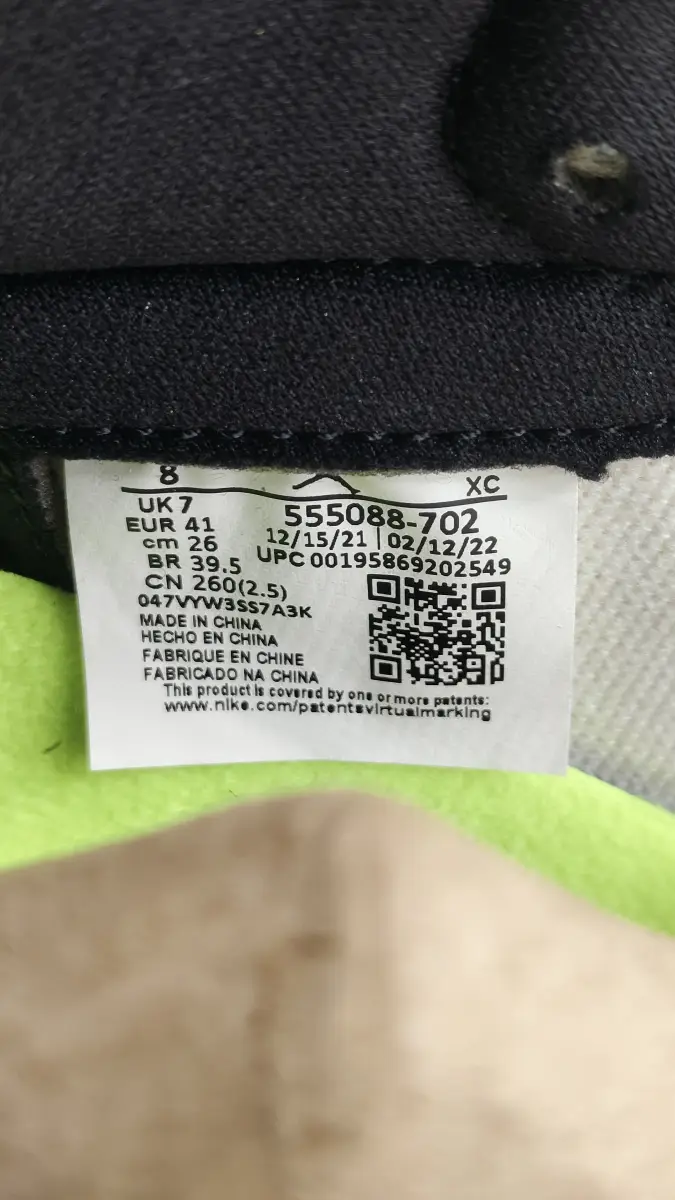 8 XC
UK 7
EUR 41
cm 26
BR 39.5
CN 260(2.5)
555088-702
12/15/21 | 02/12/22
UPC 00195869202549
047VYW3SS7A3K
MADE IN CHINA
HECHO EN CHINA
FABRIQUE EN CHINE
FABRICADO NA CHINA
This product is covered by one or more patents:
www.nike.com/patentsvirtualmarking